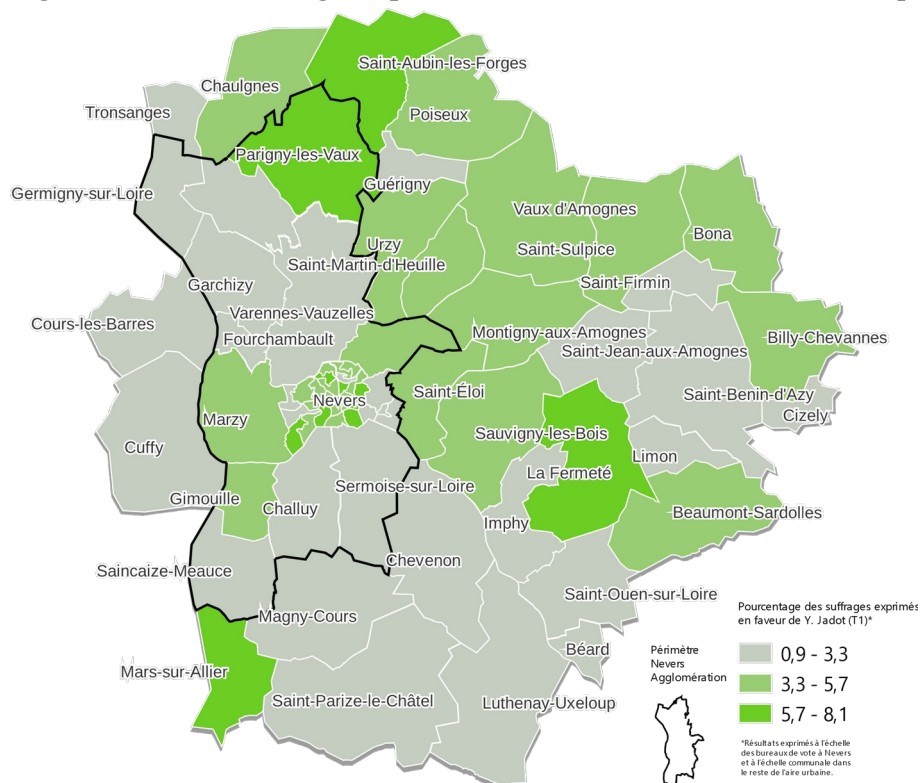 Saint-Aubin-les-Forges
Chaulgnes
Tronsanges
Poiseux
Parigny-les-Vaux
Guérigny
Germigny-sur-Loire
Vaux d'Amognes
Bona
Urzy
Saint-Sulpice
Saint-Martin-d'Heuille
Saint-Firmin
Garchizy
Varennes-Vauzelles
Cours-les-Barres
Fourchambault
Montigny-aux-Amognes
Billy-Chevannes
Saint-Jean-aux-Amognes
Saint-Éloi
Saint-Benin-d'Azy
Nevers
Cizely
Marzy
Sauvigny-les-Bois
Cuffy
Limon
La Fermeté
Sermoise-sur-Loire
Gimouille
Challuy
Beaumont-Sardolles
Imphy
Chevenon
Saincaize-Meauce
Saint-Ouen-sur-Loire
Magny-Cours
Béard
Mars-sur-Allier
Saint-Parize-le-Châtel
Luthenay-Uxeloup
Périmètre
Nevers
Agglomération
Pourcentage des suffrages exprimés
en faveur de Y. Jadot (T1)*
0,9 - 3,3
3,3 - 5,7
5,7 - 8,1
*Résultats exprimés à l'échelle
des bureaux de vote à Nevers
et à l'échelle communale dans
le reste de l'aire urbaine.